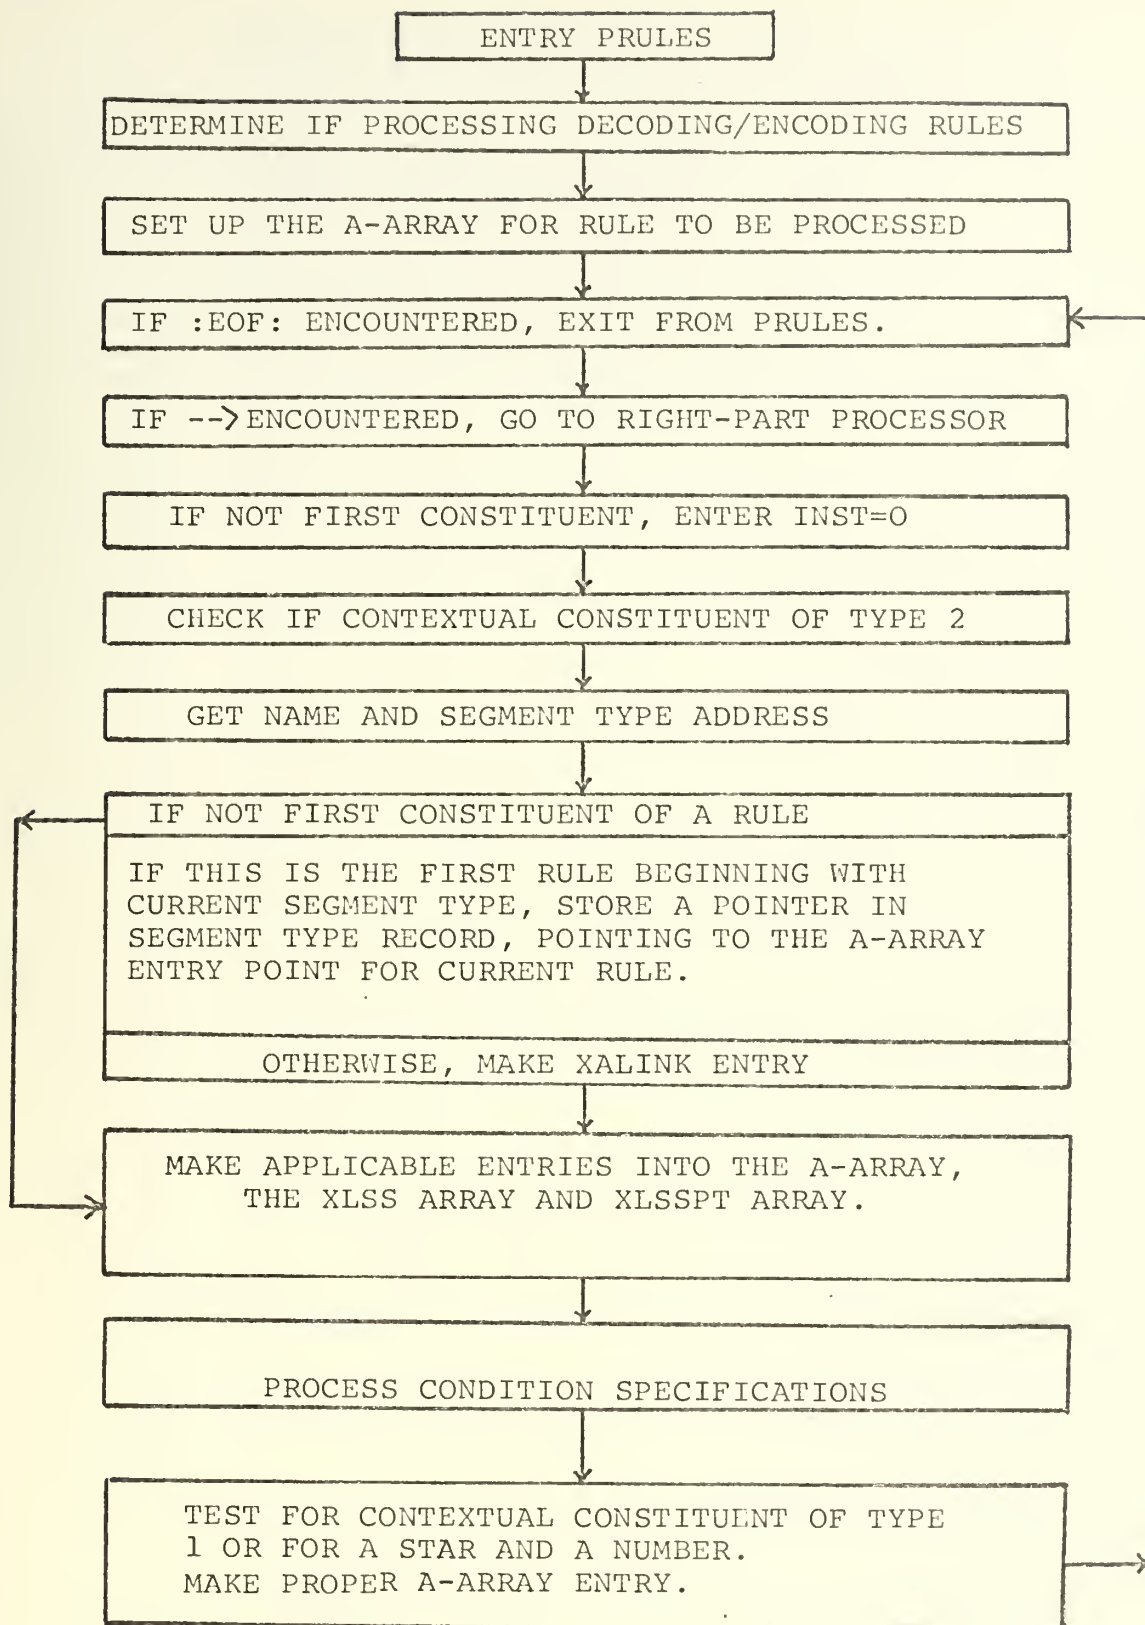 ENTRY PRULES
DETERMINE IF PROCESSING DECODING/ENCODING RULES
SET UP THE A-ARRAY FOR RULE TO BE PROCESSED
IF :EOF: ENCOUNTERED, EXIT FROM PRULES.
IF --> ENCOUNTERED, GO TO RIGHT-PART PROCESSOR
IF NOT FIRST CONSTITUENT, ENTER INST=O
CHECK IF CONTEXTUAL CONSTITUENT OF TYPE 2
GET NAME AND SEGMENT TYPE ADDRESS
IF NOT FIRST CONSTITUENT OF A RULE
IF THIS IS THE FIRST RULE BEGINNING WITH
CURRENT SEGMENT TYPE, STORE A POINTER IN
SEGMENT TYPE RECORD, POINTING TO THE A-ARRAY
ENTRY POINT FOR CURRENT RULE.
OTHERWISE, MAKE XALINK ENTRY
MAKE APPLICABLE ENTRIES INTO THE A-ARRAY,
THE XLSS ARRAY AND XLSSPT ARRAY.
PROCESS CONDITION SPECIFICATIONS
TEST FOR CONTEXTUAL CONSTITUENT OF TYPE
1 OR FOR A STAR AND A NUMBER.
MAKE PROPER A-ARRAY ENTRY.